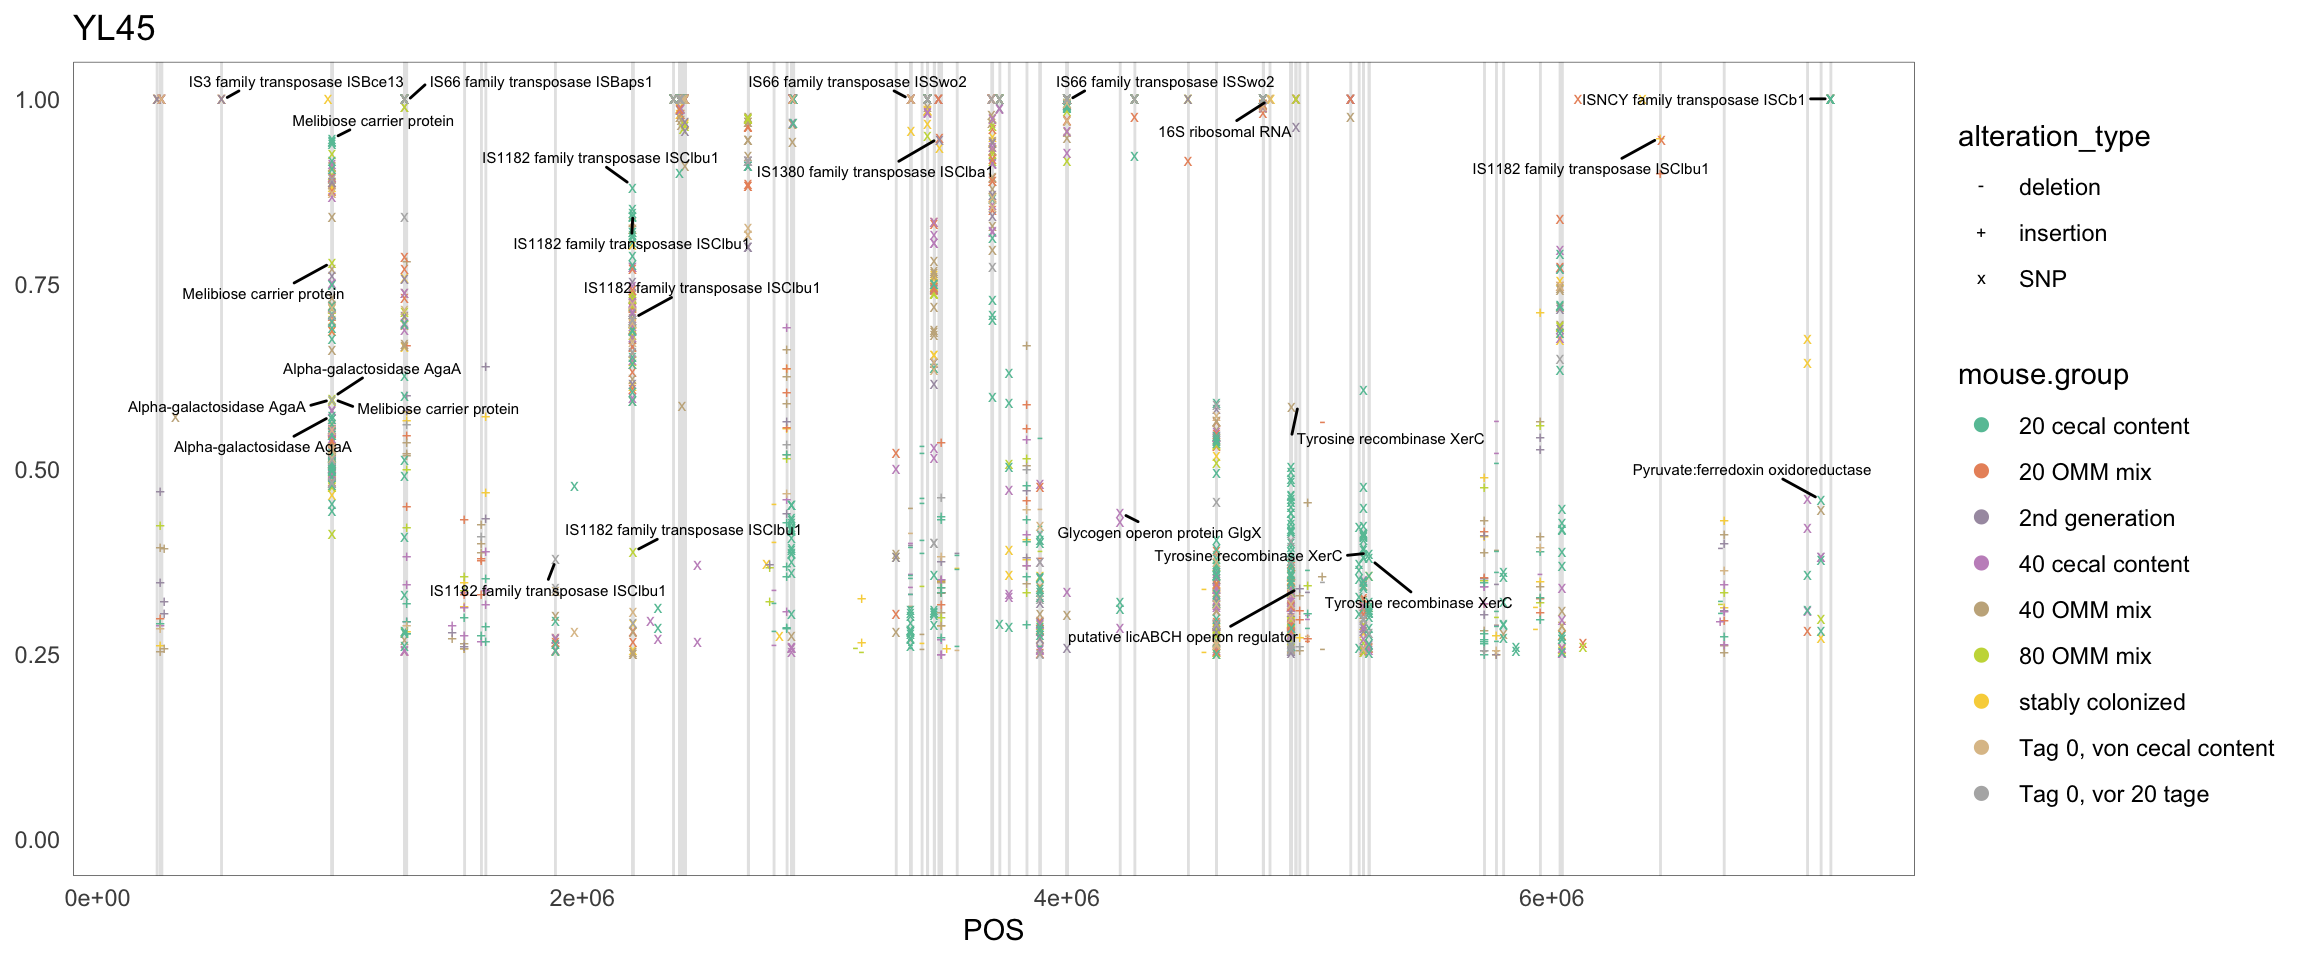 YL45
1.00
0.75
0.50
0.25
0.00
IS3 family transposase ISBce13
IS66 family transposase ISBaps1
IS66 family transposase ISSwo2
IS66 family transposase ISSwo2
ISNCY family transposase ISCb1
Melibiose carrier protein
16S ribosomal RNA
IS1182 family transposase ISClbu1
IS1380 family transposase ISClba1
IS1182 family transposase ISClbu1
IS1182 family transposase ISClbu1
Melibiose carrier protein
IS1182 family transposase ISClbu1
Alpha-galactosidase AgaA
Alpha-galactosidase AgaA
Melibiose carrier protein
Alpha-galactosidase AgaA
Tyrosine recombinase XerC
Pyruvate:ferredoxin oxidoreductase
IS1182 family transposase ISClbu1
Glycogen operon protein GlgX
Tyrosine recombinase XerC
IS1182 family transposase ISClbu1
Tyrosine recombinase XerC
putative licABCH operon regulator
0e+00
2e+06
4e+06
6e+06
POS
alteration_type
- deletion
+ insertion
x SNP
mouse.group
20 cecal content
20 OMM mix
2nd generation
40 cecal content
40 OMM mix
80 OMM mix
stably colonized
Tag 0, von cecal content
Tag 0, vor 20 tage